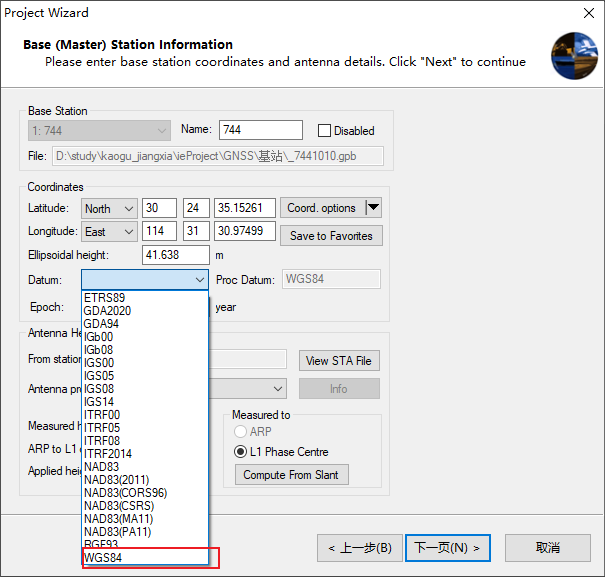 Project Wizard
Base (Master) Station Information
Please enter base station coordinates and antenna details. Click "Next" to continue
Base Station
1: 744
Name:
744
Disabled
File:
D:\study\kaogu_jiangxia\ieProject\GNSS\基站\_7441010.gpb
Coordinates
Latitude:
North
30
24
35.15261
Coord. options
Longitude:
East
114
31
30.97499
Save to Favorites
Ellipsoidal height:
41.638
m
Datum:
Proc Datum:
WGS84
Epoch:
year
ETRS89
GDA2020
GDA94
IGb00
IGb08
IGS00
IGS05
IGS08
IGS14
ITRF00
ITRF05
ITRF08
ITRF2014
NAD83
NAD83(2011)
NAD83(CORS96)
NAD83(CSRS)
NAD83(MA11)
NAD83(PA11)
RGF93
WGS84
Antenna He
From station
View STA File
Antenna pro
Info
Measured h
ARP to L1
Applied heig
Measured to
ARP
L1 Phase Centre
Compute From Slant
< 上一步(B)
下一页(N) >
取消